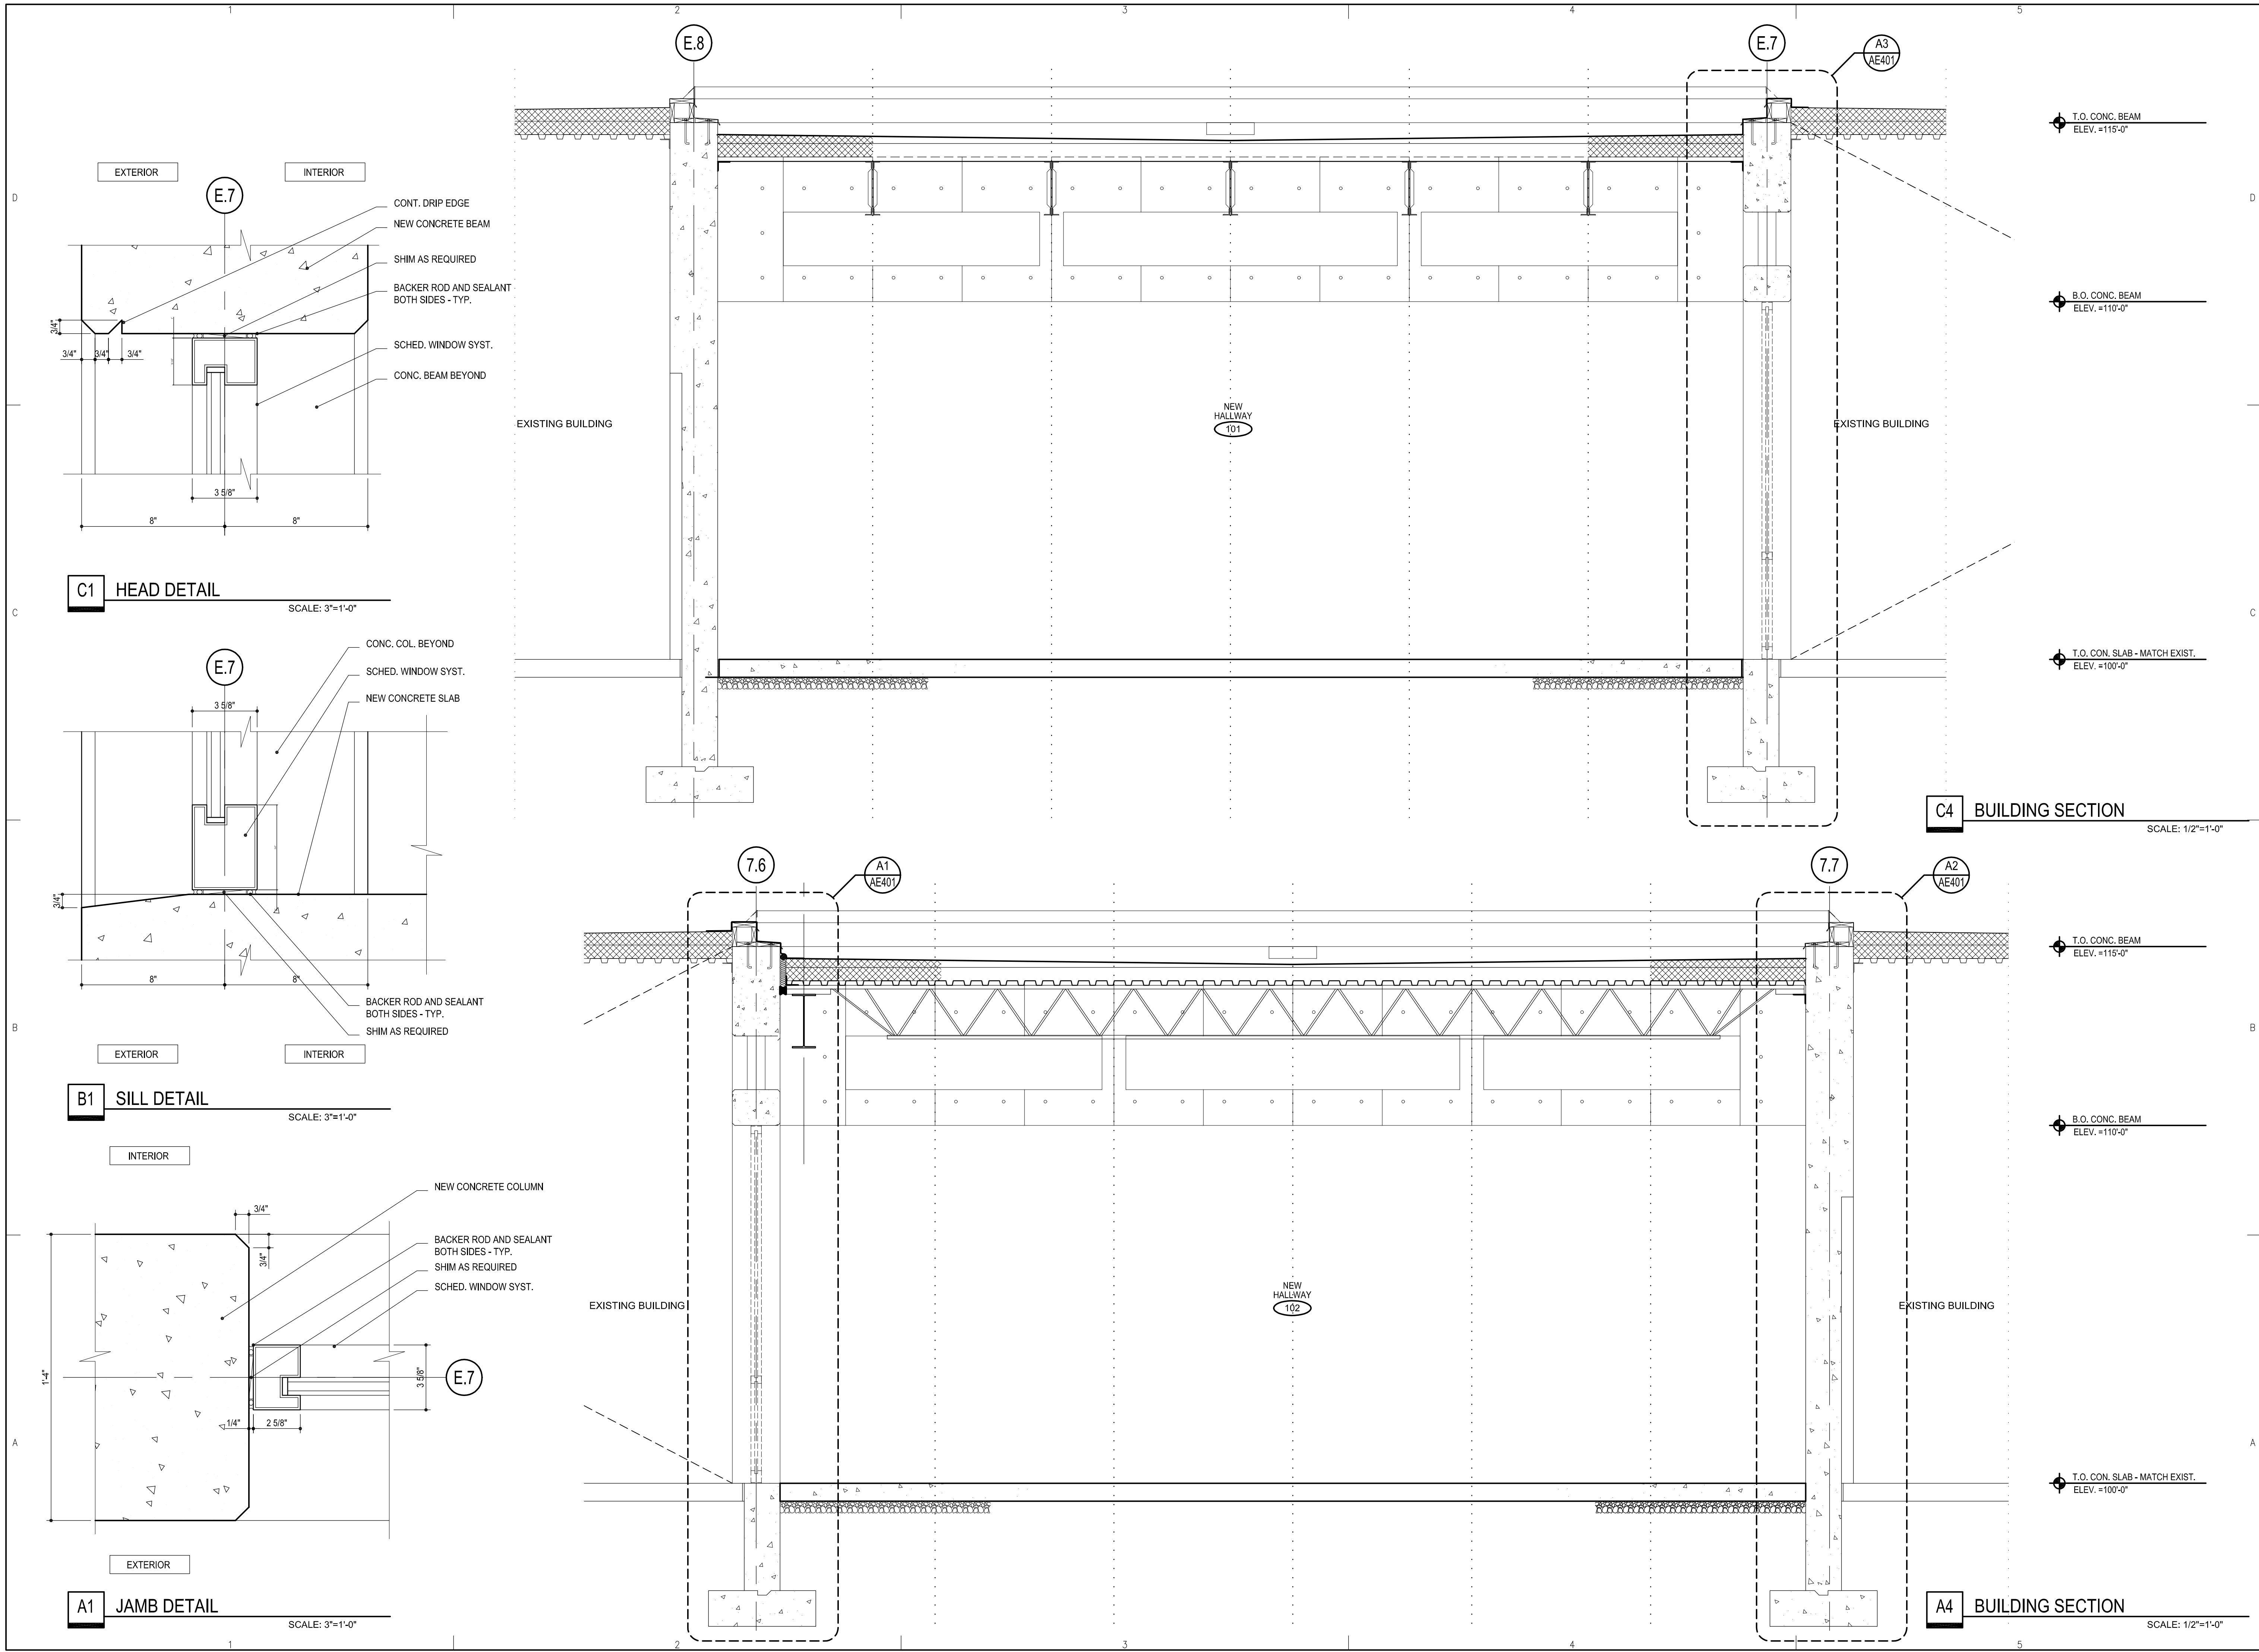 1
2
3
4
5
D
C
B
A
D
C
B
A
EXTERIOR
INTERIOR
E.7
CONT. DRIP EDGE
NEW CONCRETE BEAM
SHIM AS REQUIRED
BACKER ROD AND SEALANT
BOTH SIDES - TYP.
SCHED. WINDOW SYST.
CONC. BEAM BEYOND
3/4"
3/4"
3/4"
3/4"
3 5/8"
8"
8"
C1
HEAD DETAIL
SCALE: 3"=1'-0"
E.7
CONC. COL. BEYOND
SCHED. WINDOW SYST.
NEW CONCRETE SLAB
3 5/8"
3/4"
8"
8"
BACKER ROD AND SEALANT
BOTH SIDES - TYP.
SHIM AS REQUIRED
EXTERIOR
INTERIOR
B1
SILL DETAIL
SCALE: 3"=1'-0"
INTERIOR
NEW CONCRETE COLUMN
3/4"
3/4"
BACKER ROD AND SEALANT
BOTH SIDES - TYP.
SHIM AS REQUIRED
SCHED. WINDOW SYST.
1'-4"
3 5/8"
E.7
1/4"
2 5/8"
EXTERIOR
A1
JAMB DETAIL
SCALE: 3"=1'-0"
E.8
E.7
A3
AE401
T.O. CONC. BEAM
ELEV. =115'-0"
B.O. CONC. BEAM
ELEV. =110'-0"
EXISTING BUILDING
NEW
HALLWAY
101
EXISTING BUILDING
T.O. CON. SLAB - MATCH EXIST.
ELEV. =100'-0"
C4
BUILDING SECTION
SCALE: 1/2"=1'-0"
7.6
A1
AE401
7.7
A2
AE401
T.O. CONC. BEAM
ELEV. =115'-0"
B.O. CONC. BEAM
ELEV. =110'-0"
EXISTING BUILDING
NEW
HALLWAY
102
EXISTING BUILDING
T.O. CON. SLAB - MATCH EXIST.
ELEV. =100'-0"
A4
BUILDING SECTION
SCALE: 1/2"=1'-0"
1
2
3
4
5